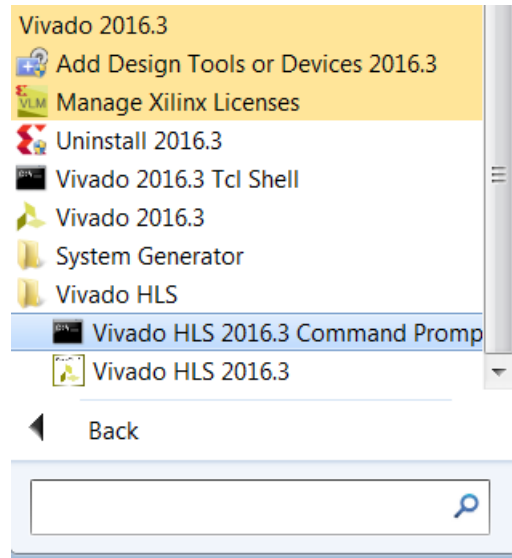 Vivado 2016.3
Add Design Tools or Devices 2016.3
VLM Manage Xilinx Licenses
Uninstall 2016.3
Vivado 2016.3 Tcl Shell
Vivado 2016.3
System Generator
Vivado HLS
Vivado HLS 2016.3 Command Promp
Vivado HLS 2016.3
Back